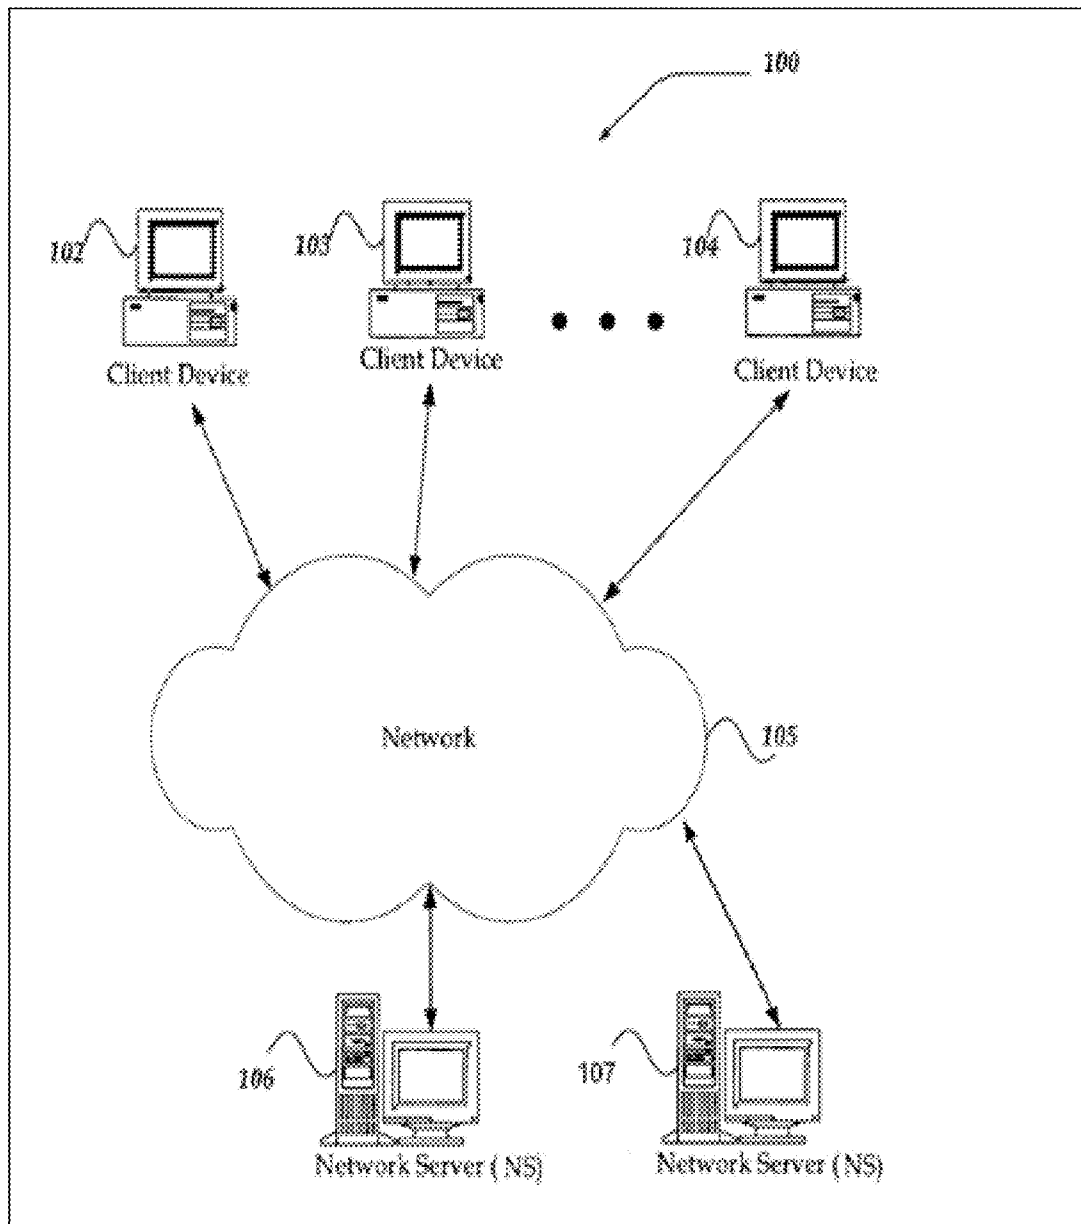 100
102
103
104
Client Device
Client Device
Client Device
Network
105
106
107
Network Server ( NS)
Network Server ( NS)